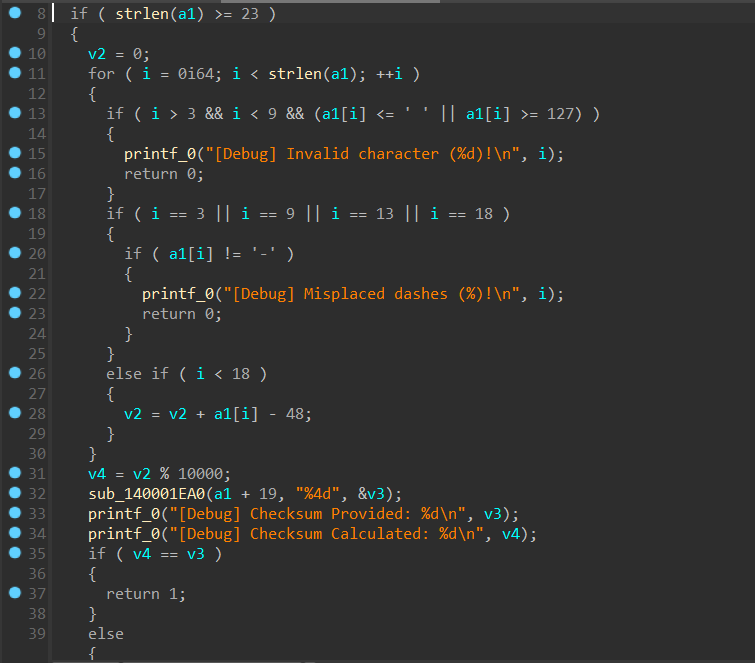 8 if ( strlen(a1) >= 23 )
9 {
10 v2 = 0;
11 for ( i = 0i64; i < strlen(a1); ++i )
12 {
13 if ( i > 3 && i < 9 && (a1[i] <= ' ' || a1[i] >= 127) )
14 {
15 printf_0("[Debug] Invalid character (%d)!\n", i);
16 return 0;
17 }
18 if ( i == 3 || i == 9 || i == 13 || i == 18 )
19 {
20 if ( a1[i] != '-' )
21 {
22 printf_0("[Debug] Misplaced dashes (%)!\n", i);
23 return 0;
24 }
25 }
26 else if ( i < 18 )
27 {
28 v2 = v2 + a1[i] - 48;
29 }
30 }
31 v4 = v2 % 10000;
32 sub_140001EA0(a1 + 19, "%4d", &v3);
33 printf_0("[Debug] Checksum Provided: %d\n", v3);
34 printf_0("[Debug] Checksum Calculated: %d\n", v4);
35 if ( v4 == v3 )
36 {
37 return 1;
38 }
39 else
{